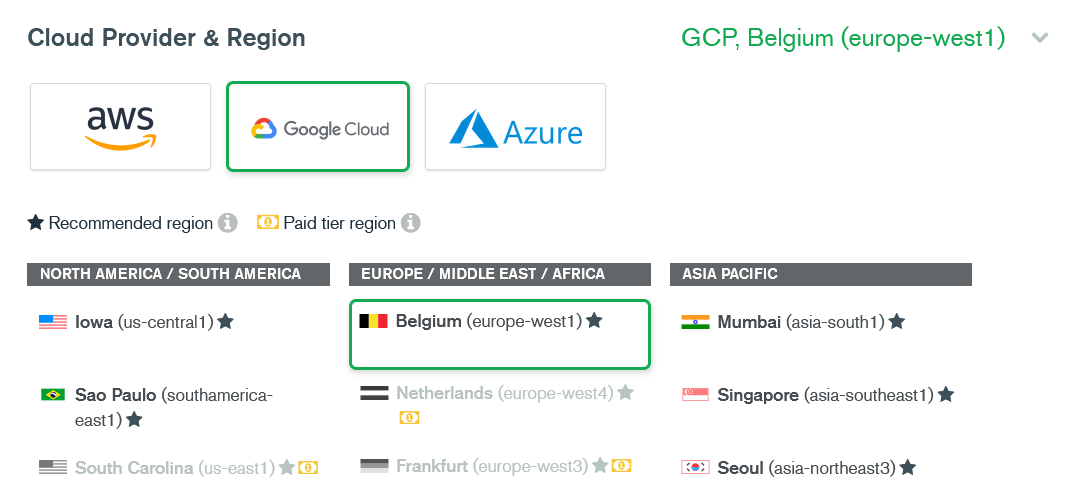 Cloud Provider & Region
GCP, Belgium (europe-west1)
aws
Google Cloud
Azure
Recommended region
Paid tier region
NORTH AMERICA / SOUTH AMERICA
Iowa (us-central1)
Sao Paulo (southamerica-
east1)
South Carolina (us-east1)
EUROPE / MIDDLE EAST / AFRICA
Belgium (europe-west1)
Netherlands (europe-west4)
Frankfurt (europe-west3)
ASIA PACIFIC
Mumbai (asia-south1)
Singapore (asia-southeast1)
Seoul (asia-northeast3)